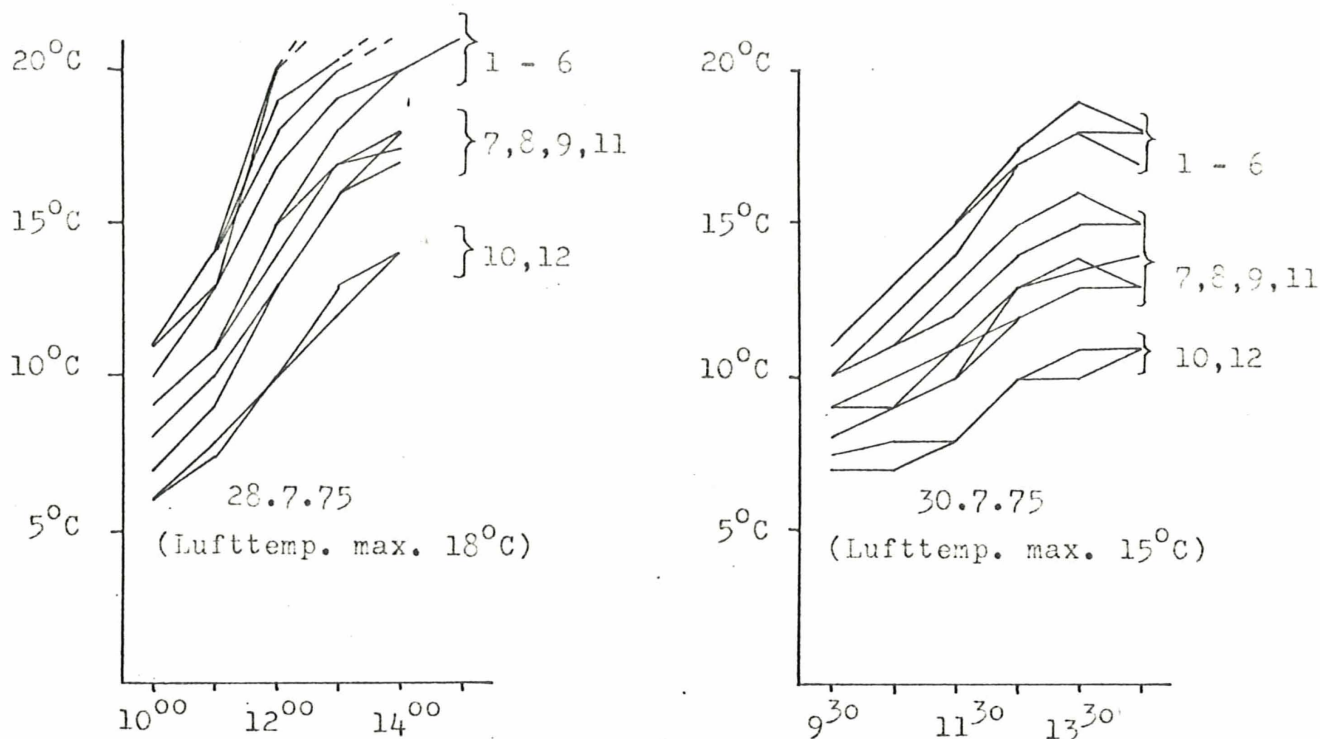 20°C
15°C
10°C
5°C
1 - 6
7,8,9,11
10,12
28.7.75
(Lufttemp. max. 18°C)
10⁰⁰ 12⁰⁰ 14⁰⁰
20°C
15°C
10°C
5°C
1 - 6
7,8,9,11
10,12
30.7.75
(Lufttemp. max. 15°C)
9³⁰ 11³⁰ 13³⁰